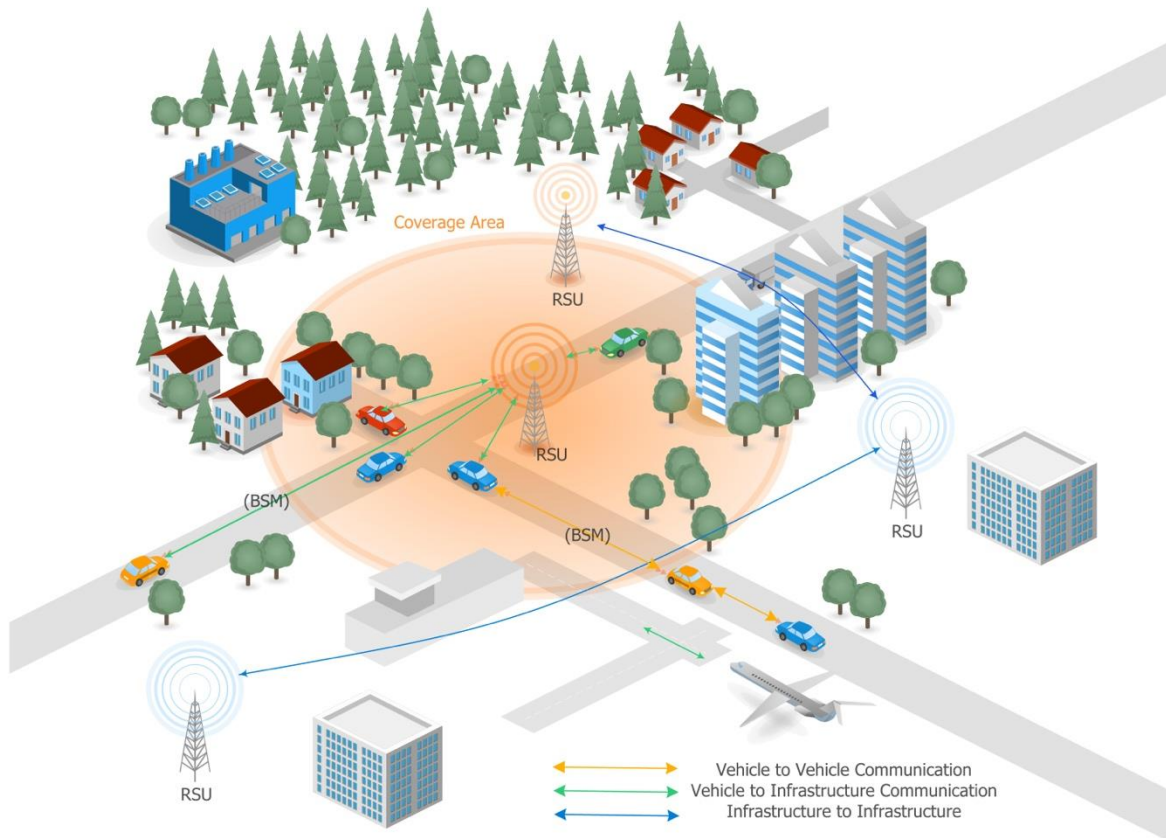 Coverage Area
RSU
RSU
(BSM)
RSU
(BSM)
RSU
Vehicle to Vehicle Communication
Vehicle to Infrastructure Communication
Infrastructure to Infrastructure